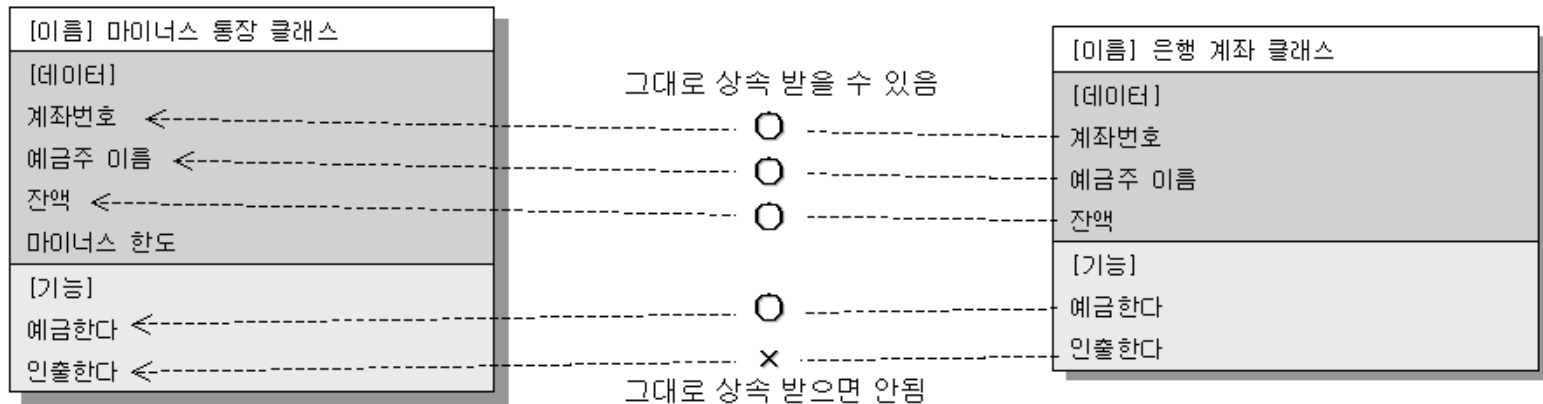 [이름] 마이너스 통장 클래스
[데이터]
계좌번호
예금주 이름
잔액
마이너스 한도
[기능]
예금한다
인출한다
그대로 상속 받을 수 있음
그대로 상속 받으면 안됨
[이름] 은행 계좌 클래스
[데이터]
계좌번호
예금주 이름
잔액
[기능]
예금한다
인출한다